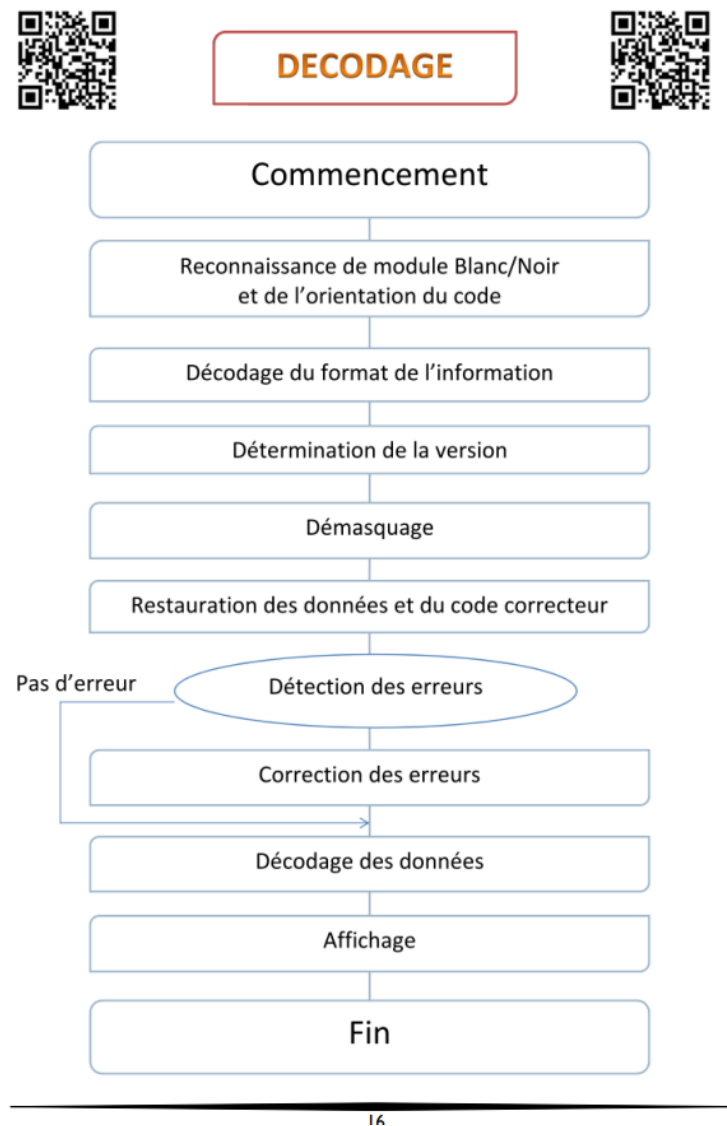 DECODAGE
Commencement
Reconnaissance de module Blanc/Noir
et de l’orientation du code
Décodage du format de l’information
Détermination de la version
Démasquage
Restauration des données et du code correcteur
Pas d’erreur
Détection des erreurs
Correction des erreurs
Décodage des données
Affichage
Fin
16